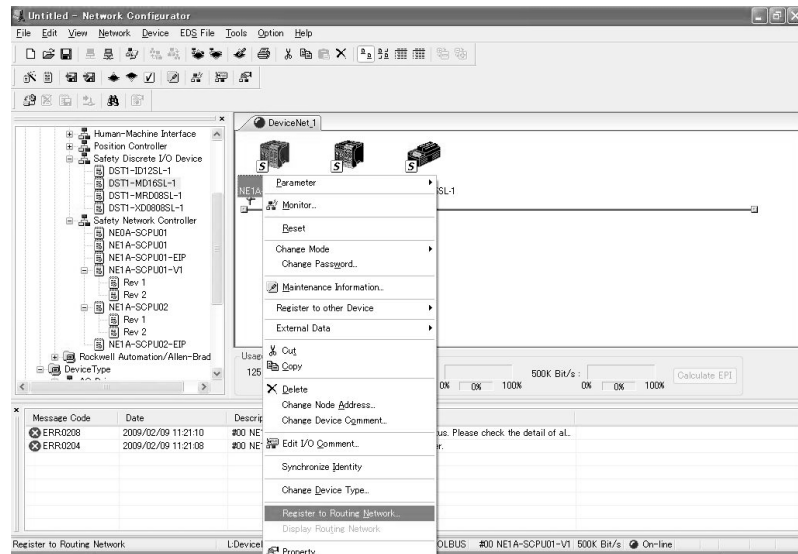 Untitled - Network Configurator
File Edit View Network Device EDS File Tools Option Help
DeviceNet_1
Human-Machine Interface
Position Controller
Safety Discrete I/O Device
DST1-ID12SL-1
DST1-MD16SL-1
DST1-MRD08SL-1
DST1-XD0808SL-1
Safety Network Controller
NE0A-SCPU01
NE1A-SCPU01
NE1A-SCPU01-EIP
NE1A-SCPU01-V1
Rev 1
Rev 2
NE1A-SCPU02
Rev 1
Rev 2
NE1A-SCPU02-EIP
Rockwell Automation/Allen-Brad
DeviceType
S
S
S
NE1A-
SL-1
Parameter
Monitor...
Reset
Change Mode
Change Password...
Maintenance Information...
Register to other Device
External Data
Cut
Copy
Delete
Change Node Address...
Change Device Comment...
Edit I/O Comment...
Synchronize Identity
Change Device Type...
Register to Routing Network...
Display Routing Network
Property
Usage
125
0% 0% 100%
500K Bit/s :
0% 0% 100%
Calculate EPI
Message Code Date Descrip
ERR0208 2009/02/09 11:21:10 #00 NE1 us. Please check the detail of al...
ERR0204 2009/02/09 11:21:08 #00 NE1 er.
Register to Routing Network L:DeviceN OLBUS #00 NE1A-SCPU01-V1 500K Bit/s On-line